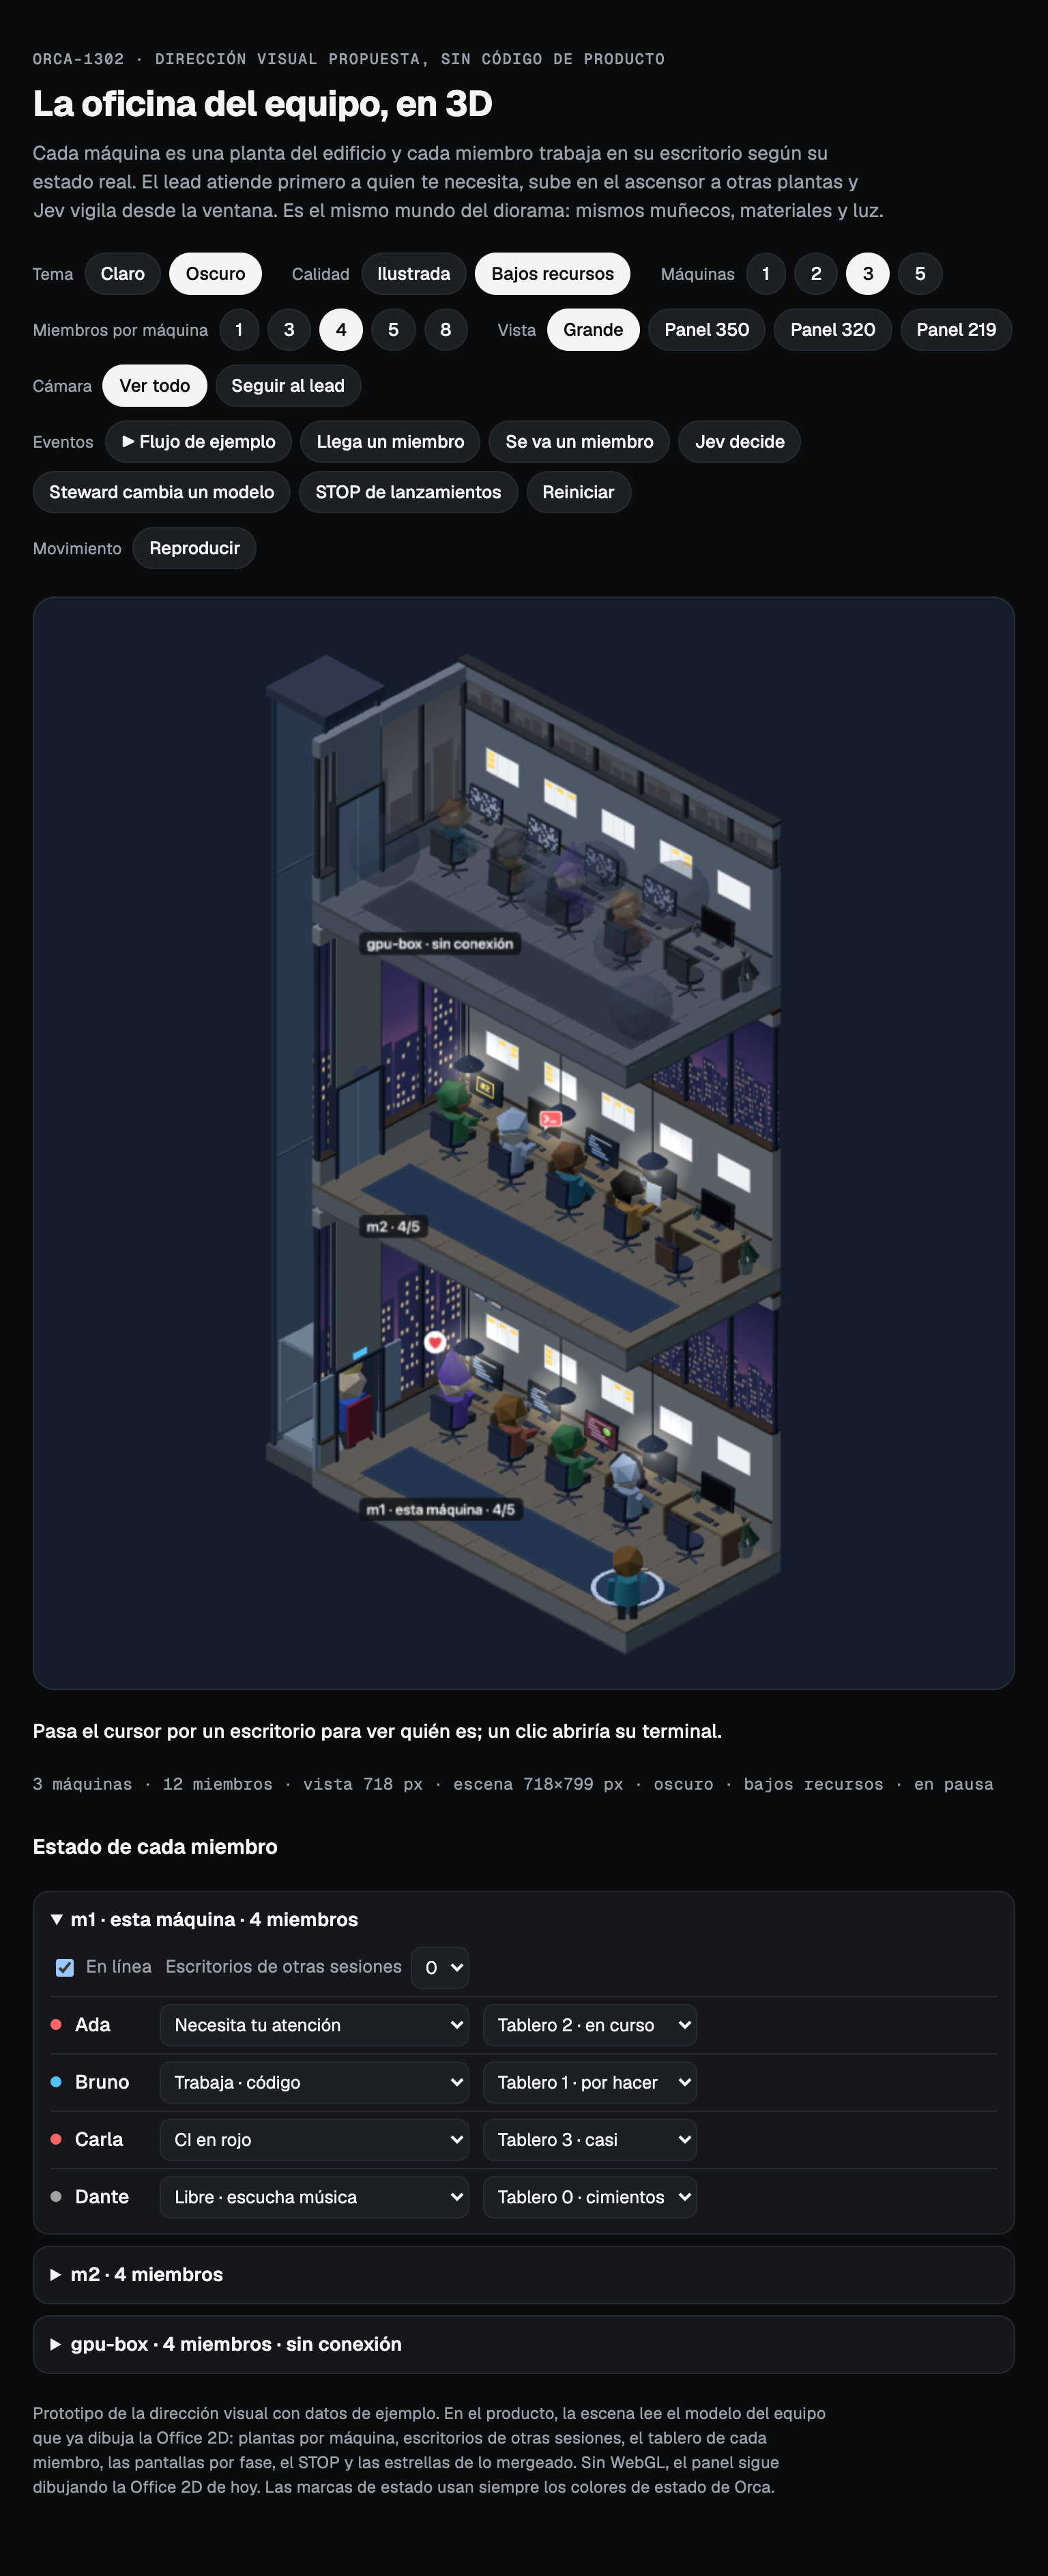 ORCA-1302 · DIRECCIÓN VISUAL PROPUESTA, SIN CÓDIGO DE PRODUCTO
La oficina del equipo, en 3D
Cada máquina es una planta del edificio y cada miembro trabaja en su escritorio según su
estado real. El lead atiende primero a quien te necesita, sube en el ascensor a otras plantas y
Jev vigila desde la ventana. Es el mismo mundo del diorama: mismos muñecos, materiales y luz.
Tema Claro Oscuro Calidad Ilustrada Bajos recursos Máquinas 1 2 3 5
Miembros por máquina 1 3 4 5 8 Vista Grande Panel 350 Panel 320 Panel 219
Cámara Ver todo Seguir al lead
Eventos ▶ Flujo de ejemplo Llega un miembro Se va un miembro Jev decide
Steward cambia un modelo STOP de lanzamientos Reiniciar
Movimiento Reproducir
gpu-box · sin conexión
m2 · 4/5
m1 · esta máquina · 4/5
Pasa el cursor por un escritorio para ver quién es; un clic abriría su terminal.
3 máquinas · 12 miembros · vista 718 px · escena 718×799 px · oscuro · bajos recursos · en pausa
Estado de cada miembro
▼ m1 · esta máquina · 4 miembros
En línea Escritorios de otras sesiones 0
Ada Necesita tu atención Tablero 2 · en curso
Bruno Trabaja · código Tablero 1 · por hacer
Carla CI en rojo Tablero 3 · casi
Dante Libre · escucha música Tablero 0 · cimientos
▶ m2 · 4 miembros
▶ gpu-box · 4 miembros · sin conexión
Prototipo de la dirección visual con datos de ejemplo. En el producto, la escena lee el modelo del equipo
que ya dibuja la Office 2D: plantas por máquina, escritorios de otras sesiones, el tablero de cada
miembro, las pantallas por fase, el STOP y las estrellas de lo mergeado. Sin WebGL, el panel sigue
dibujando la Office 2D de hoy. Las marcas de estado usan siempre los colores de estado de Orca.